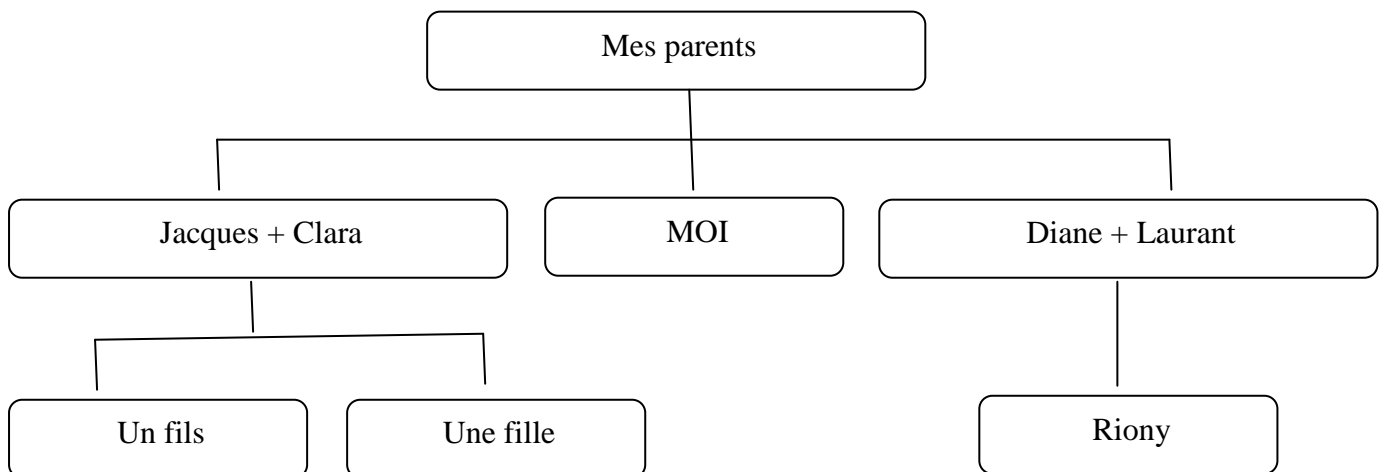 Mes parents
Jacques + Clara
MOI
Diane + Laurant
Un fils
Une fille
Riony